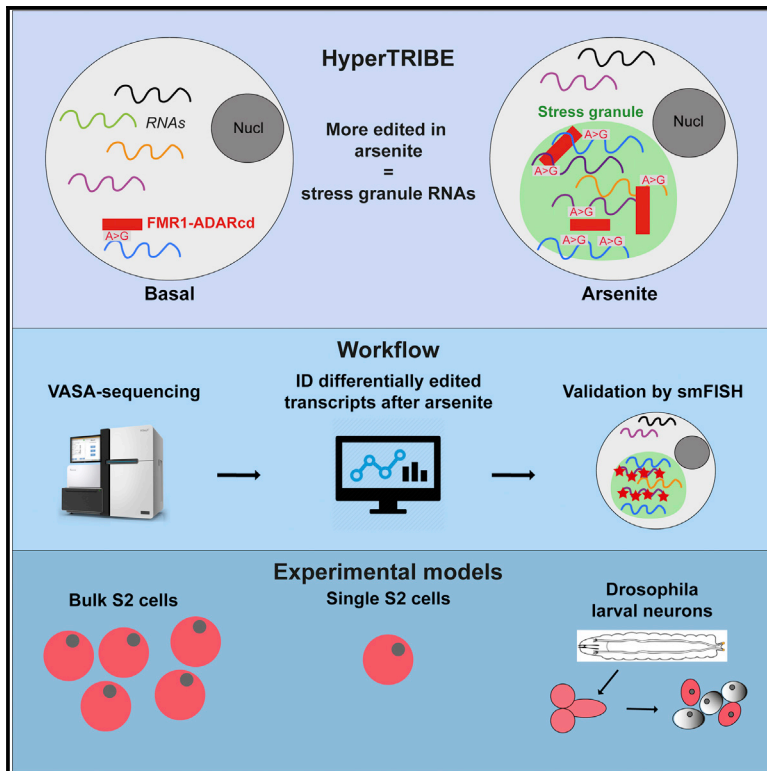 HyperTRIBE
RNAs
Nucl
More edited in
arsenite
=
stress granule RNAs
FMR1-ADARcd
A>G
Basal
Stress granule
Nucl
A>G
A>G
A>G
A>G
A>G A>G
Arsenite
Workflow
VASA-sequencing
ID differentially edited
transcripts after arsenite
Validation by smFISH
Experimental models
Bulk S2 cells
Single S2 cells
Drosophila
larval neurons